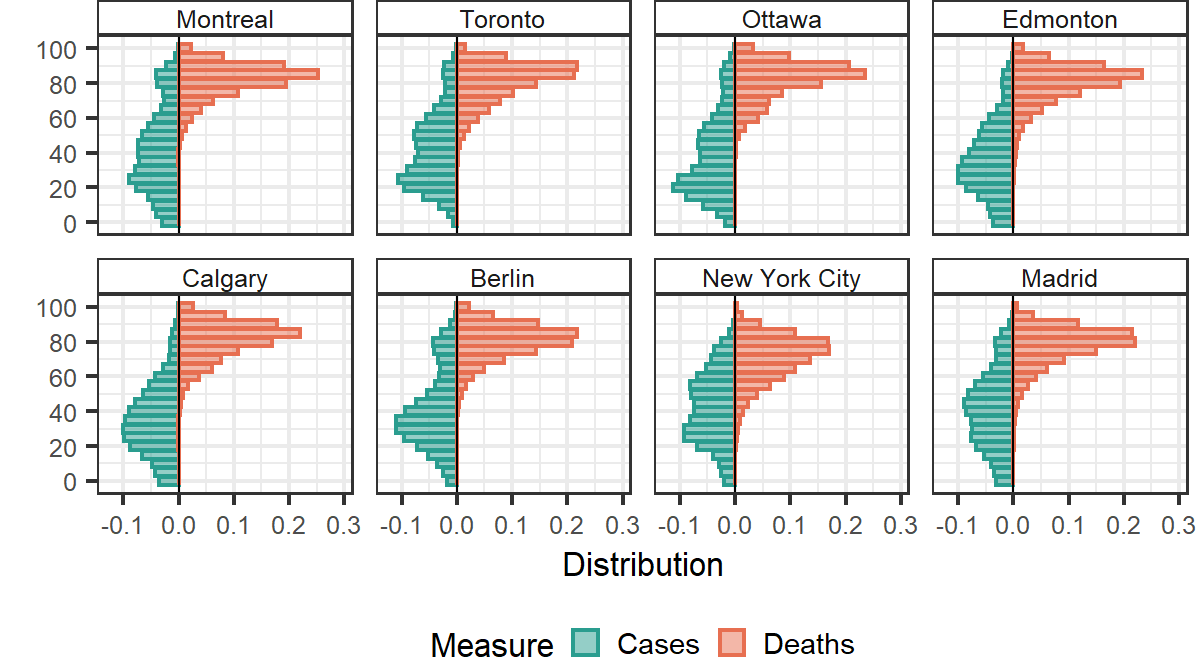 Montreal Toronto Ottawa Edmonton
100
80
60
40
20
0
Calgary Berlin New York City Madrid
100
80
60
40
20
0
-0.1 0.0 0.1 0.2 0.3 -0.1 0.0 0.1 0.2 0.3 -0.1 0.0 0.1 0.2 0.3 -0.1 0.0 0.1 0.2 0.3
Distribution
Measure Cases Deaths